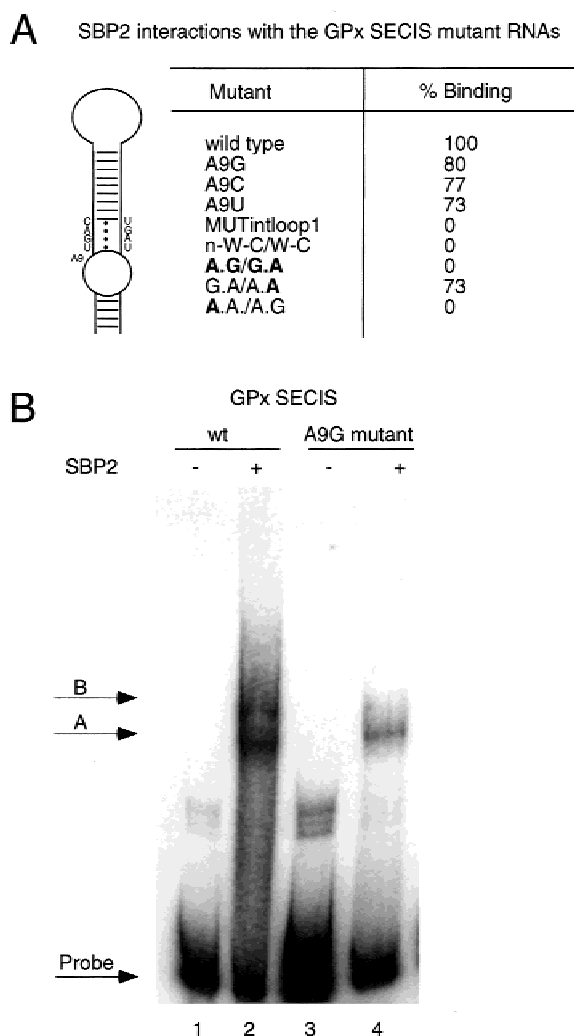 A
SBP2 interactions with the GPx SECIS mutant RNAs
Mutant % Binding
wild type 100
A9G 80
A9C 77
A9U 73
MUTintloop1 0
n-W-C/W-C 0
A.G/G.A 0
G.A/A.A 73
A.A./A.G 0
C U
A G
G A
U U
A9
B
GPx SECIS
wt A9G mutant
SBP2 - + - +
B
A
Probe
1 2 3 4